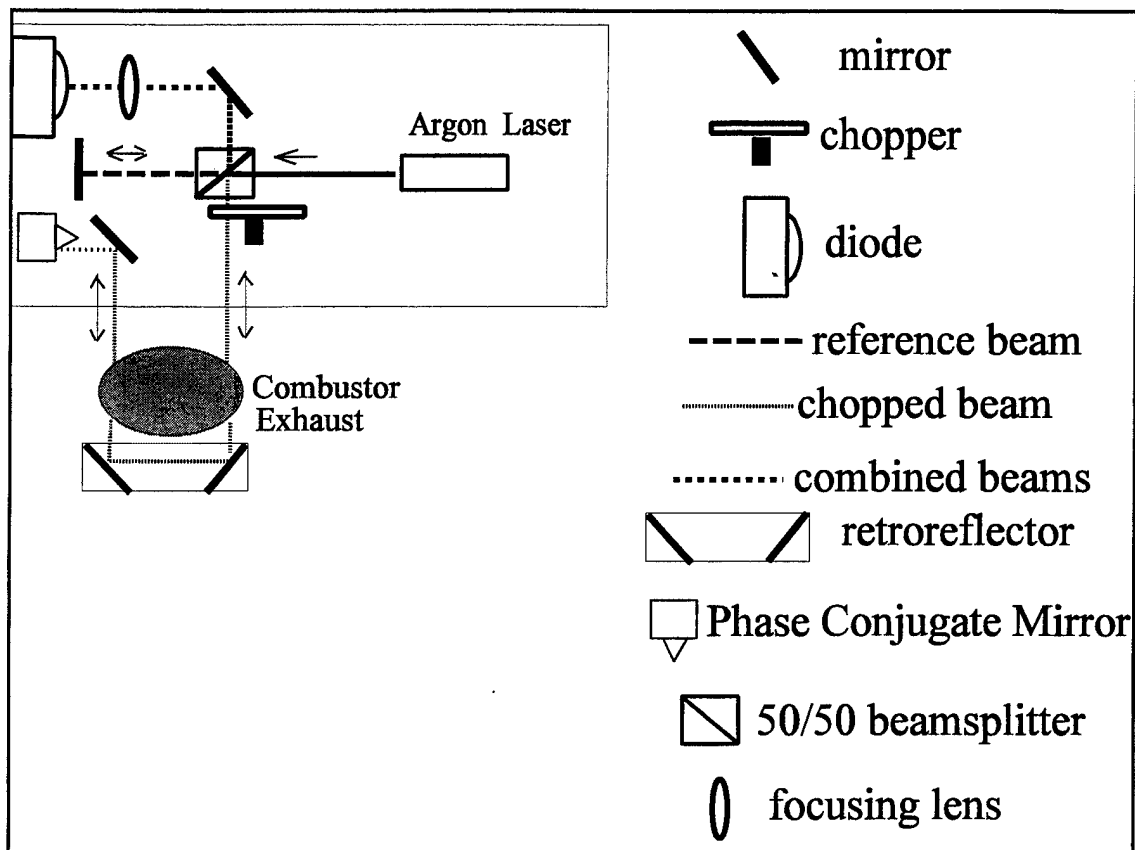 Argon Laser
Combustor
Exhaust
mirror
chopper
diode
reference beam
chopped beam
combined beams
retroreflector
Phase Conjugate Mirror
50/50 beamsplitter
focusing lens